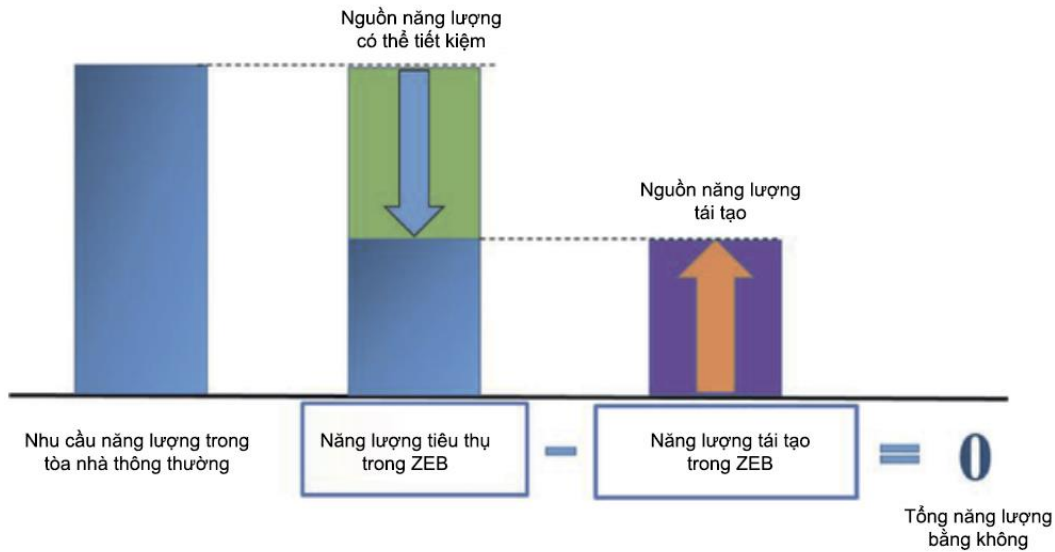 Nguồn năng lượng
có thể tiết kiệm
Nguồn năng lượng
tái tạo
Nhu cầu năng lượng trong
tòa nhà thông thường
Năng lượng tiêu thụ
trong ZEB
-
Năng lượng tái tạo
trong ZEB
= 0
Tổng năng lượng
bằng không